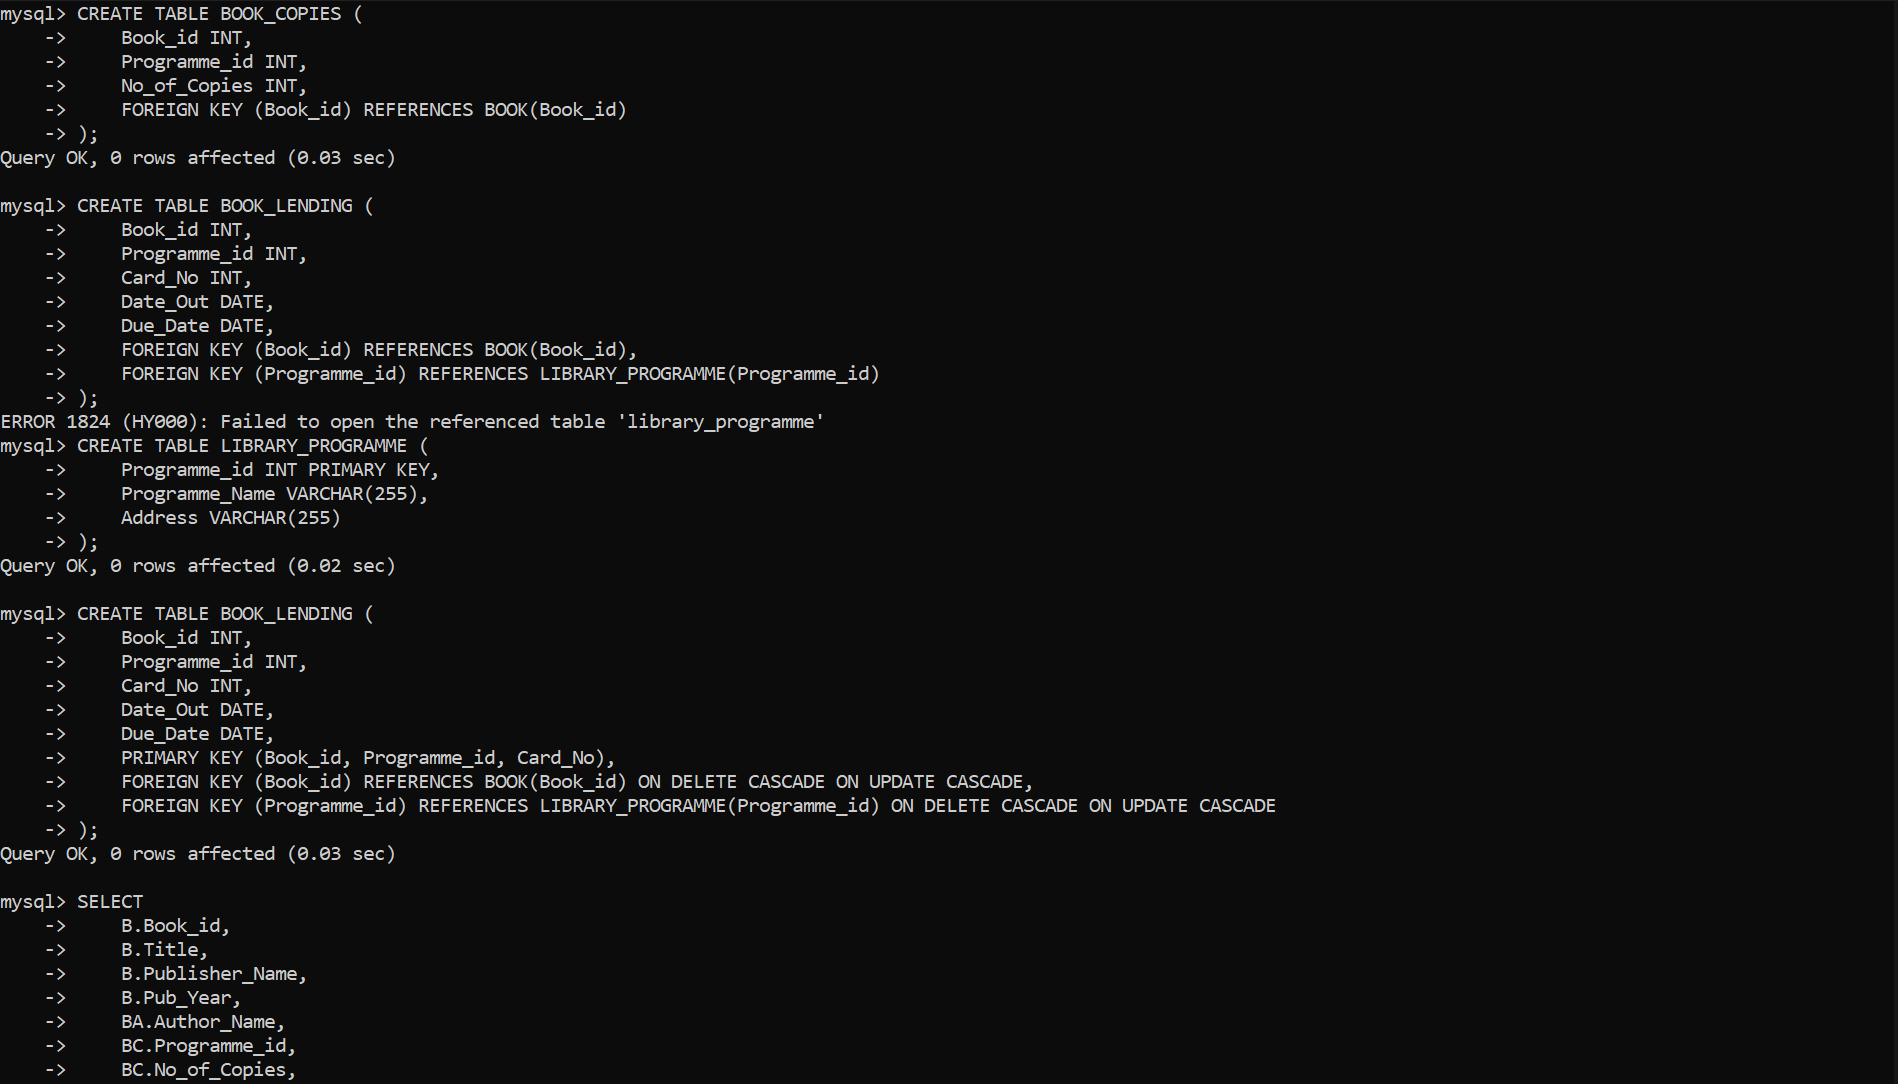 mysql> CREATE TABLE BOOK_COPIES (
    ->     Book_id INT,
    ->     Programme_id INT,
    ->     No_of_Copies INT,
    ->     FOREIGN KEY (Book_id) REFERENCES BOOK(Book_id)
    -> );
Query OK, 0 rows affected (0.03 sec)

mysql> CREATE TABLE BOOK_LENDING (
    ->     Book_id INT,
    ->     Programme_id INT,
    ->     Card_No INT,
    ->     Date_Out DATE,
    ->     Due_Date DATE,
    ->     FOREIGN KEY (Book_id) REFERENCES BOOK(Book_id),
    ->     FOREIGN KEY (Programme_id) REFERENCES LIBRARY_PROGRAMME(Programme_id)
    -> );
ERROR 1824 (HY000): Failed to open the referenced table 'library_programme'
mysql> CREATE TABLE LIBRARY_PROGRAMME (
    ->     Programme_id INT PRIMARY KEY,
    ->     Programme_Name VARCHAR(255),
    ->     Address VARCHAR(255)
    -> );
Query OK, 0 rows affected (0.02 sec)

mysql> CREATE TABLE BOOK_LENDING (
    ->     Book_id INT,
    ->     Programme_id INT,
    ->     Card_No INT,
    ->     Date_Out DATE,
    ->     Due_Date DATE,
    ->     PRIMARY KEY (Book_id, Programme_id, Card_No),
    ->     FOREIGN KEY (Book_id) REFERENCES BOOK(Book_id) ON DELETE CASCADE ON UPDATE CASCADE,
    ->     FOREIGN KEY (Programme_id) REFERENCES LIBRARY_PROGRAMME(Programme_id) ON DELETE CASCADE ON UPDATE CASCADE
    -> );
Query OK, 0 rows affected (0.03 sec)

mysql> SELECT
    ->     B.Book_id,
    ->     B.Title,
    ->     B.Publisher_Name,
    ->     B.Pub_Year,
    ->     BA.Author_Name,
    ->     BC.Programme_id,
    ->     BC.No_of_Copies,